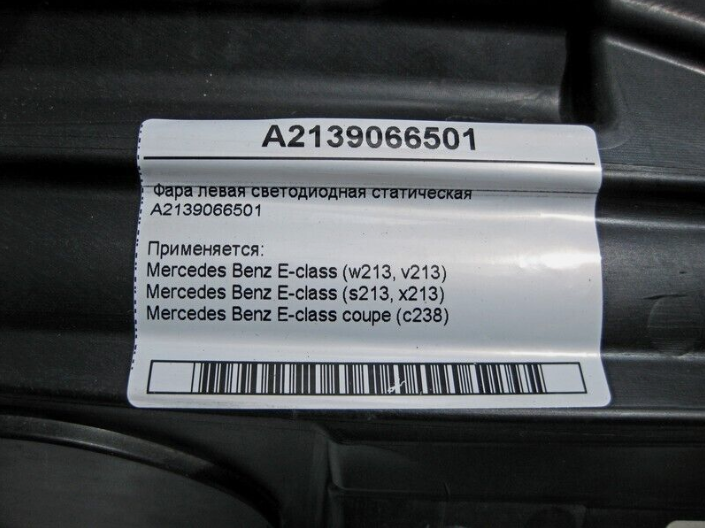 A2139066501
Фара левая светодиодная статическая
A2139066501
Применяется:
Mercedes Benz E-class (w213, v213)
Mercedes Benz E-class (s213, x213)
Mercedes Benz E-class coupe (c238)